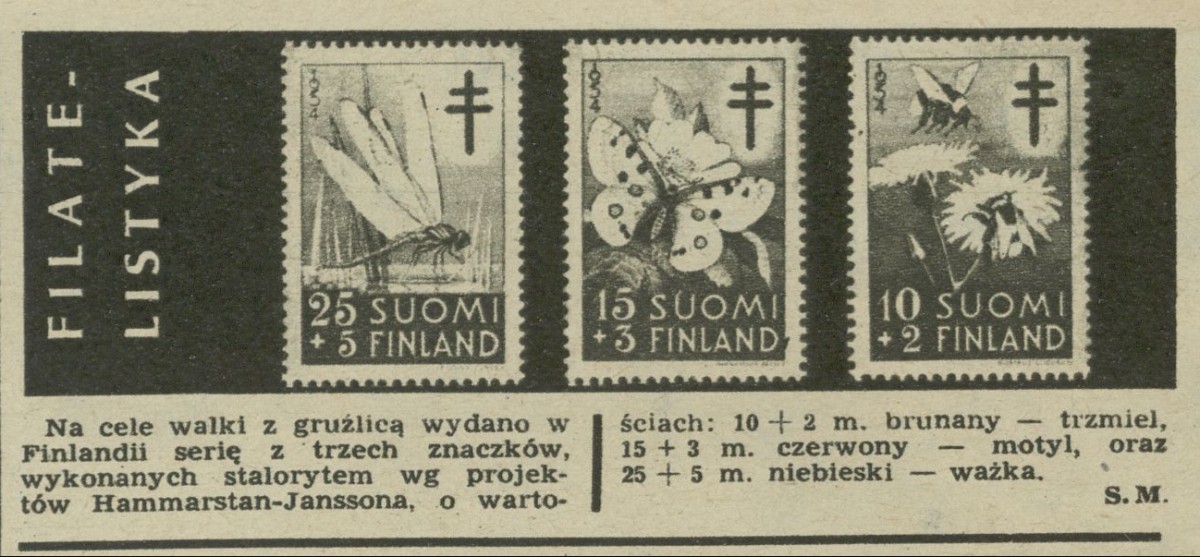 FILATE-
LISTYKA
1954
25 SUOMI
+ 5 FINLAND
1954
15 SUOMI
+ 3 FINLAND
1954
10 SUOMI
+ 2 FINLAND
Na cele walki z gruźlicą wydano w
Finlandii serię z trzech znaczków,
wykonanych stalorytem wg projek-
tów Hammarstan-Janssona, o warto-
ściach: 10 + 2 m. brunany — trzmiel,
15 + 3 m. czerwony — motyl, oraz
25 + 5 m. niebieski — ważka.
S. M.